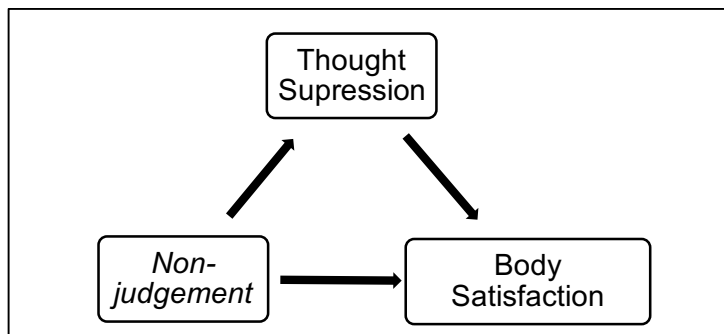 Thought
Supression
Non-
judgement
Body
Satisfaction